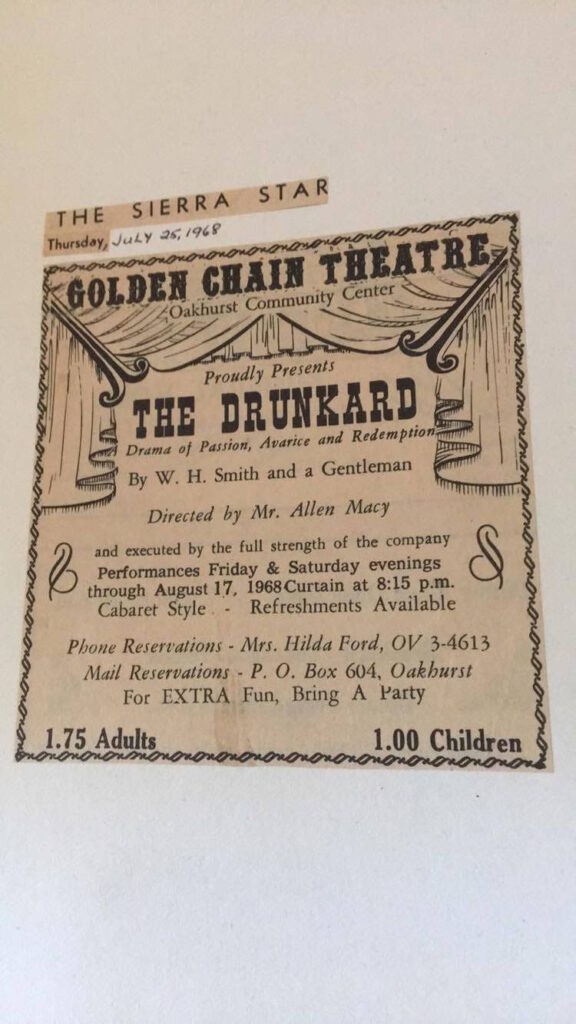 THE SIERRA STAR
Thursday, JULY 25, 1968
GOLDEN CHAIN THEATRE
Oakhurst Community Center
Proudly Presents
THE DRUNKARD
Drama of Passion, Avarice and Redemption
By W. H. Smith and a Gentleman
Directed by Mr. Allen Macy
and executed by the full strength of the company
Performances Friday & Saturday evenings
through August 17, 1968 Curtain at 8:15 p.m.
Cabaret Style - Refreshments Available
Phone Reservations - Mrs. Hilda Ford, OV 3-4613
Mail Reservations - P. O. Box 604, Oakhurst
For EXTRA Fun, Bring A Party
1.75 Adults 1.00 Children